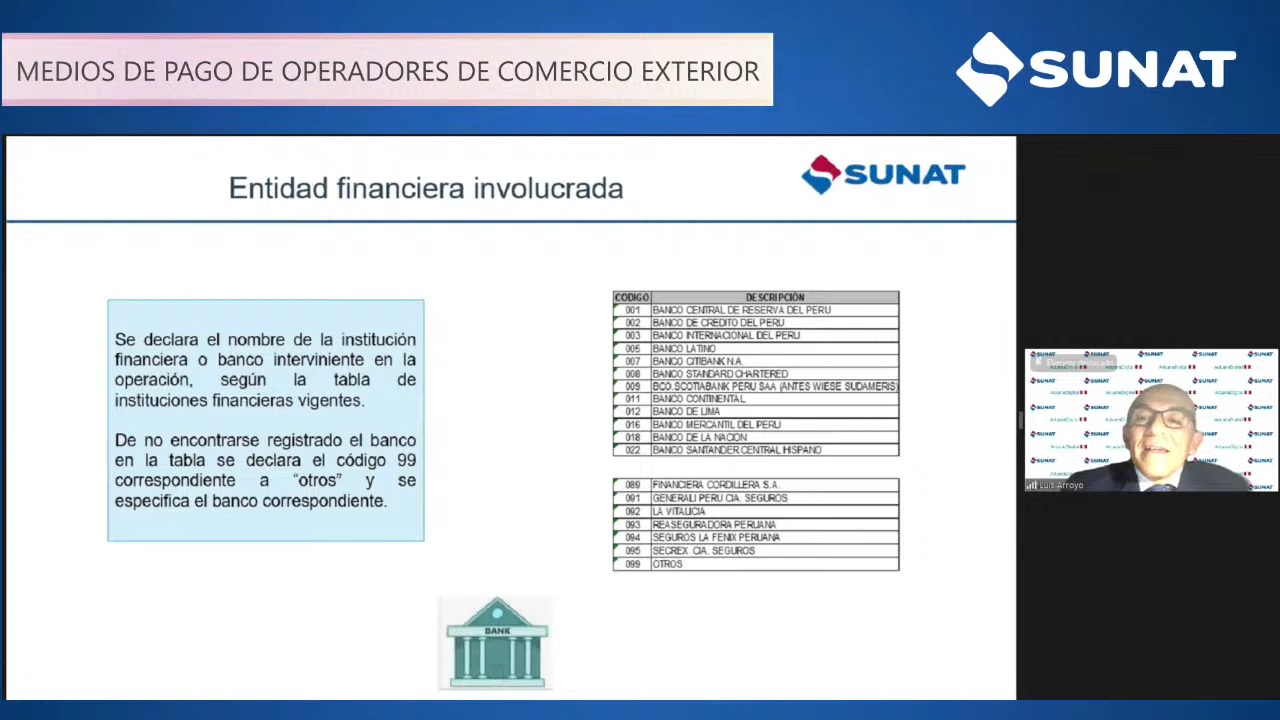 MEDIOS DE PAGO DE OPERADORES DE COMERCIO EXTERIOR
SUNAT
Entidad financiera involucrada
SUNAT
Se declara el nombre de la institución
financiera o banco interviniente en la
operación, según la tabla de
instituciones financieras vigentes.
De no encontrarse registrado el banco
en la tabla se declara el código 99
correspondiente a “otros” y se
especifica el banco correspondiente.
CODIGO DESCRIPCIÓN
001 BANCO CENTRAL DE RESERVA DEL PERU
002 BANCO DE CREDITO DEL PERU
003 BANCO INTERNACIONAL DEL PERU
005 BANCO LATINO
007 BANCO CITIBANK N.A.
008 BANCO STANDARD CHARTERED
009 BCO.SCOTIABANK PERU SAA (ANTES WIESE SUDAMERIS)
011 BANCO CONTINENTAL
012 BANCO DE LIMA
016 BANCO MERCANTIL DEL PERU
018 BANCO DE LA NACION
022 BANCO SANTANDER CENTRAL HISPANO
089 FINANCIERA CORDILLERA S.A.
091 GENERALI PERU CIA. SEGUROS
092 LA VITALICIA
093 REASEGURADORA PERUANA
094 SEGUROS LA FENIX PERUANA
095 SECREX CIA. SEGUROS
099 OTROS
BANK
Luis Arroyo